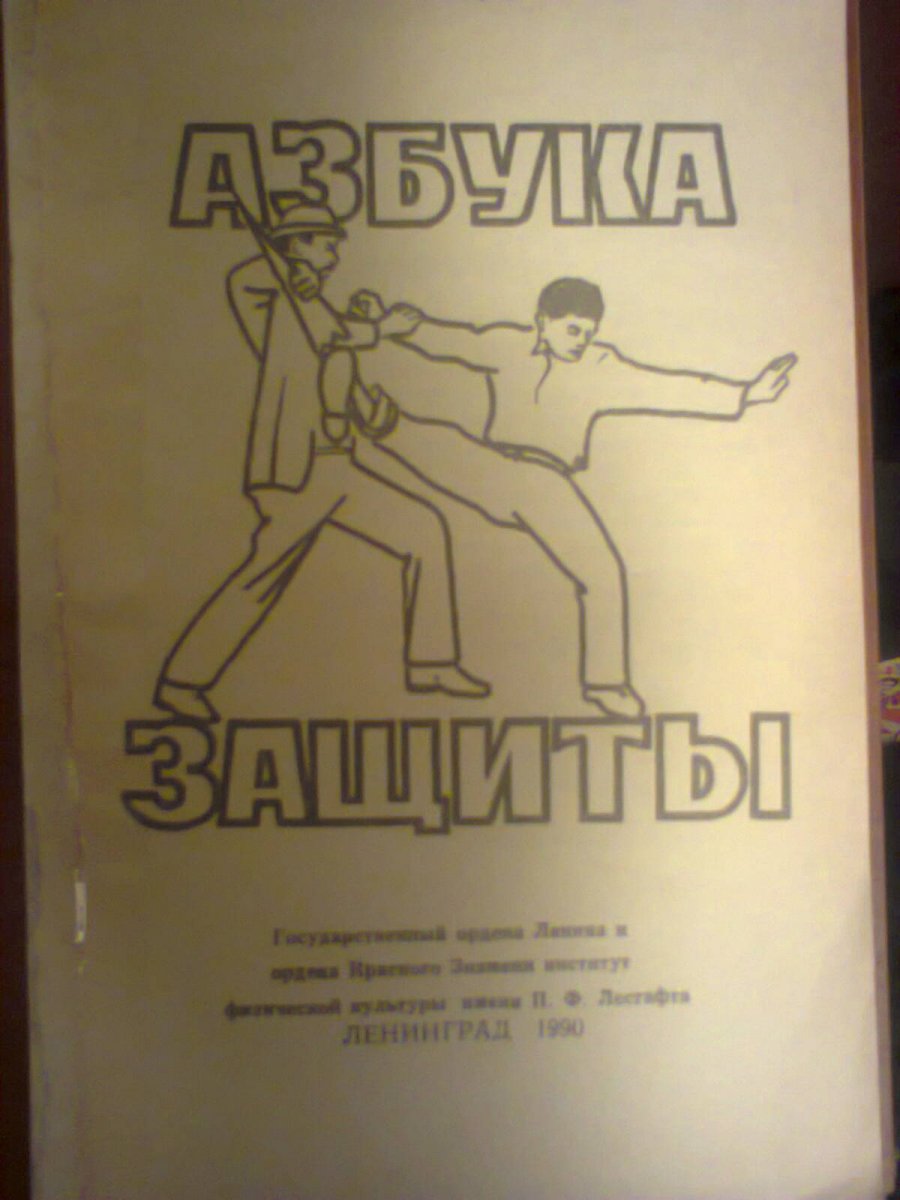 АЗБУКА
ЗАЩИТЫ
Государственный ордена Ленина и
ордена Красного Знамени институт
физической культуры имени П. Ф. Лесгафта
ЛЕНИНГРАД 1990